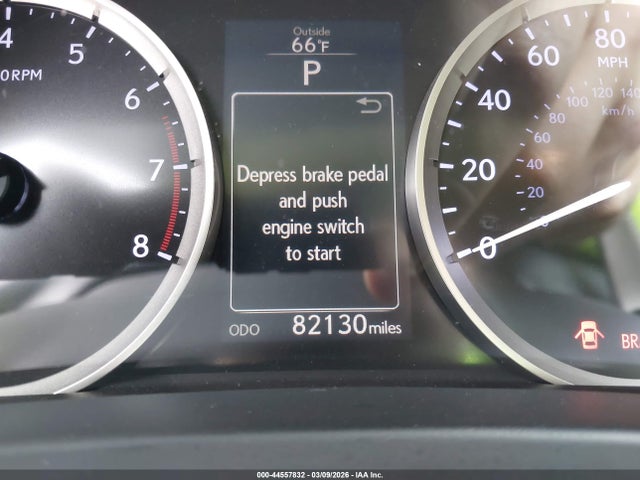 Outside
66°F
P
Depress brake pedal
and push
engine switch
to start
ODO 82130 miles
4
5
6
7
8
0RPM
0
20
40
60
80
MPH
20
40
60
80
100
120
140
km/h
BR
000-44557832 - 03/09/2026 - IAA Inc.